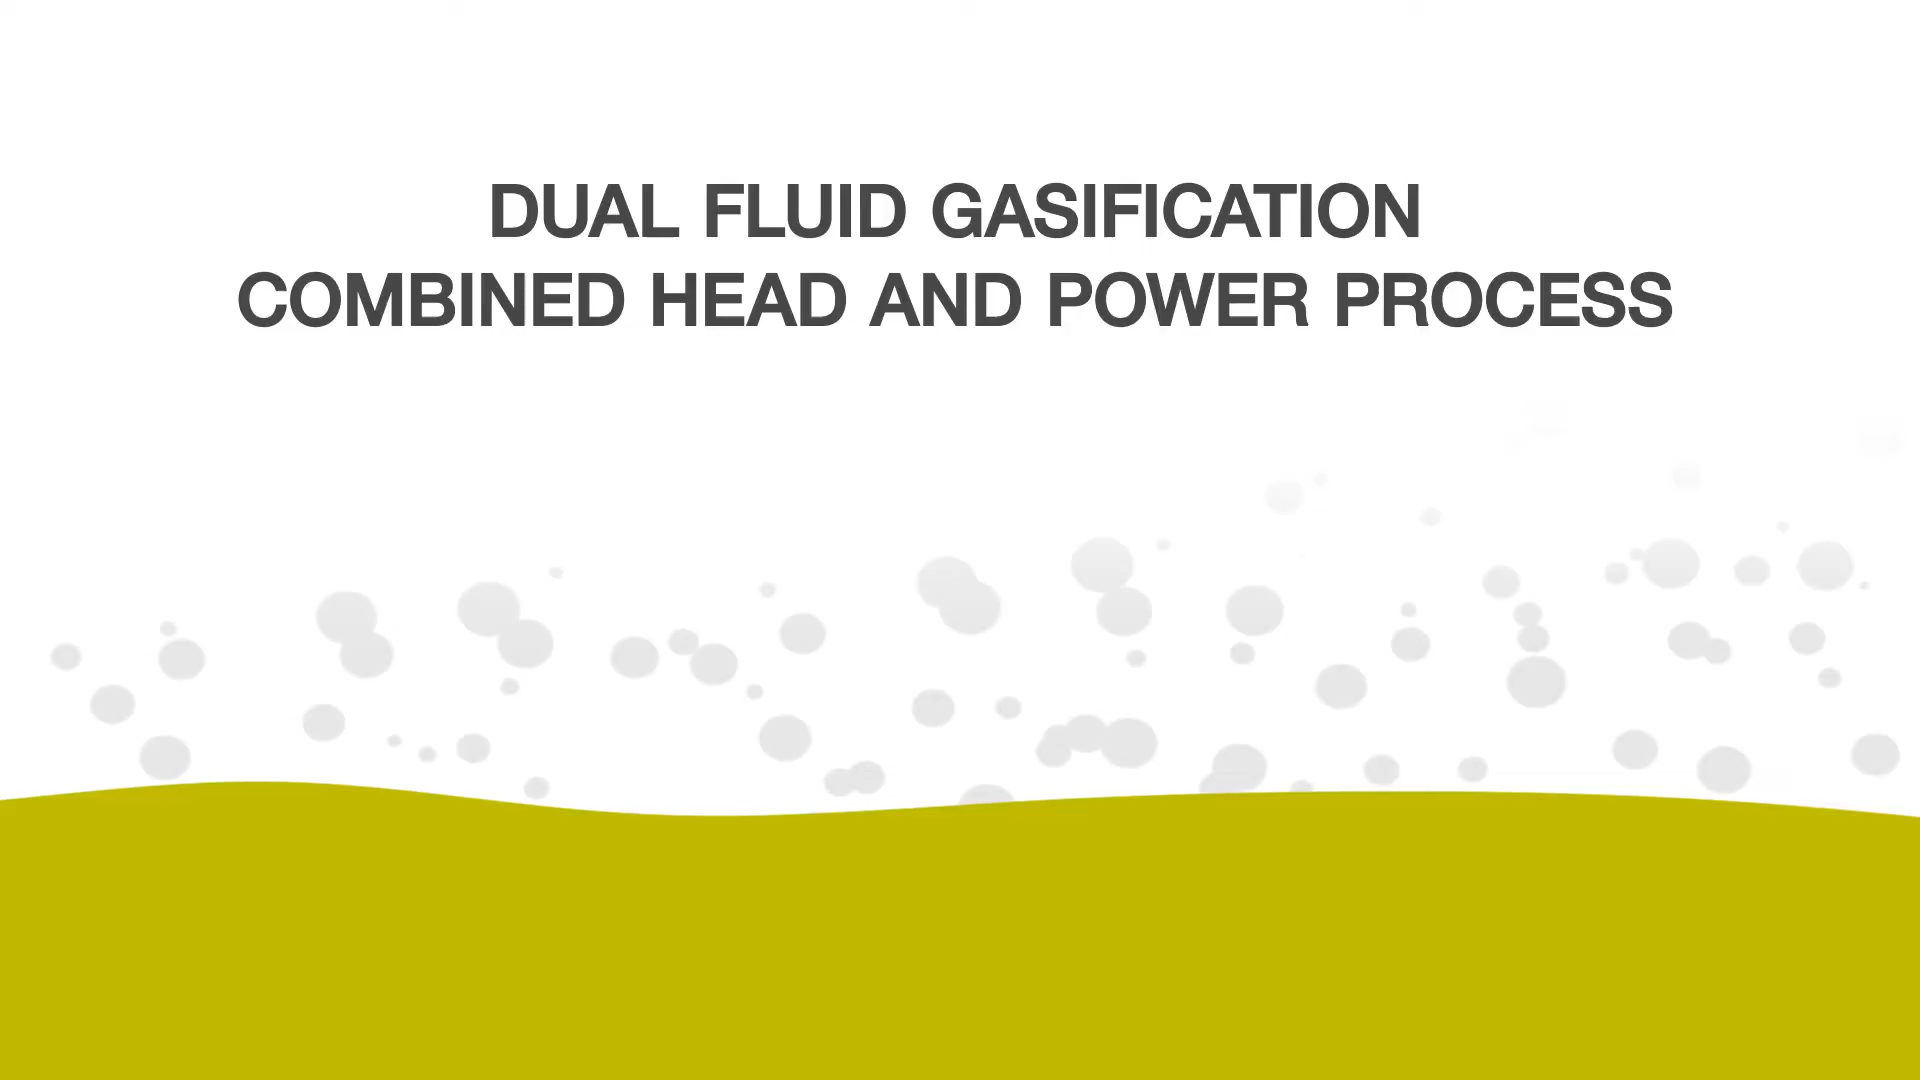 DUAL FLUID GASIFICATION
COMBINED HEAD AND POWER PROCESS